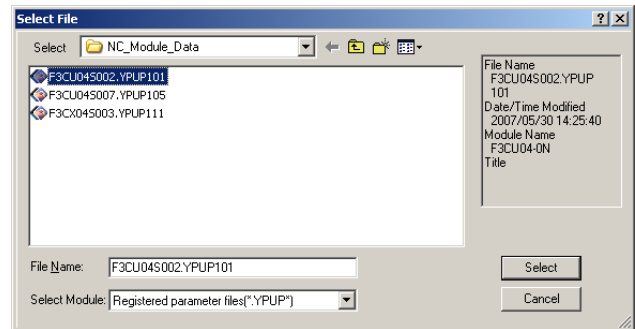 Select File
Select NC_Module_Data
F3CU04S002.YPUP101
F3CU04S007.YPUP105
F3CX04S003.YPUP111
File Name
F3CU04S002.YPUP
101
Date/Time Modified
2007/05/30 14:25:40
Module Name
F3CU04-0N
Title
File Name: F3CU04S002.YPUP101
Select
Select Module: Registered parameter files(*.YPUP*)
Cancel